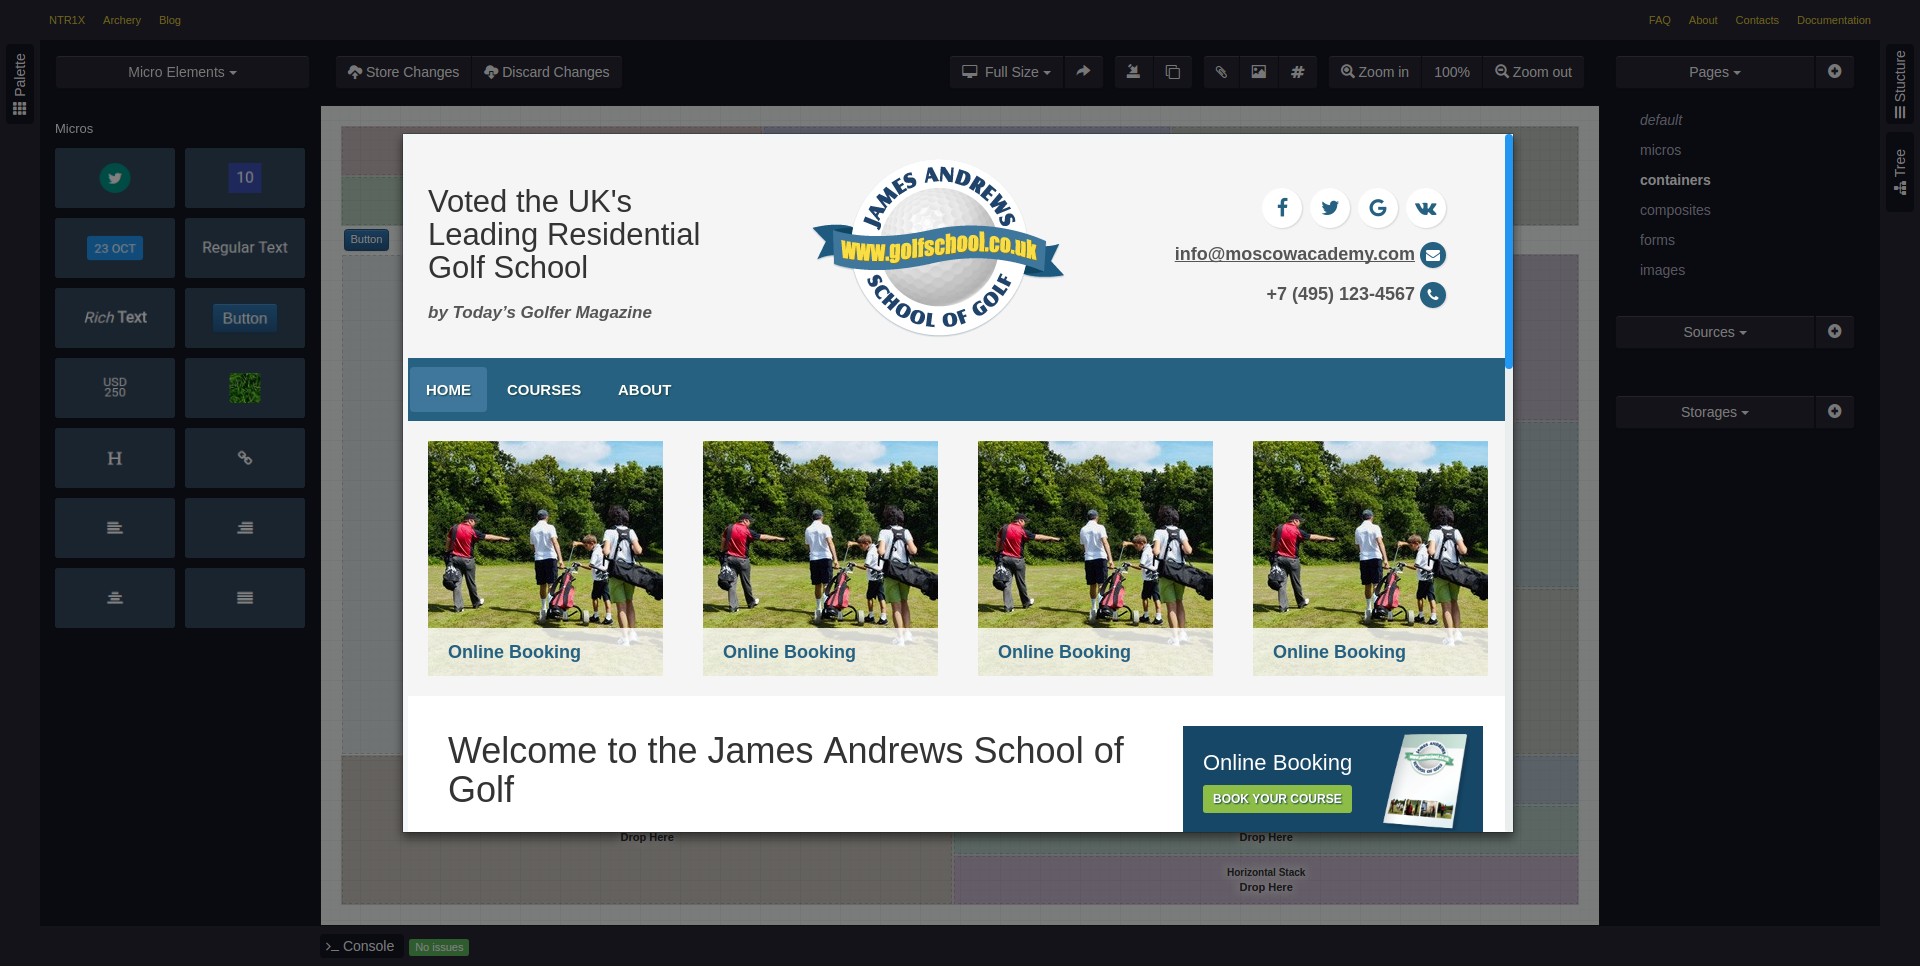 NTR1X Archery Blog FAQ About Contacts Documentation
Palette
Micro Elements
Store Changes Discard Changes Full Size Zoom in 100% Zoom out
Pages
Stucture
Tree
Micros
10
23 OCT Regular Text
Rich Text Button
USD
250
H
Button
Voted the UK's
Leading Residential
Golf School
by Today’s Golfer Magazine
JAMES ANDREWS
www.golfschool.co.uk
SCHOOL OF GOLF
info@moscowacademy.com
+7 (495) 123-4567
HOME COURSES ABOUT
Online Booking Online Booking Online Booking Online Booking
Welcome to the James Andrews School of
Golf
Online Booking
BOOK YOUR COURSE
JAMES ANDREWS
SCHOOL OF GOLF
Drop Here Drop Here
Horizontal Stack
Drop Here
default
micros
containers
composites
forms
images
Sources
Storages
Console No issues